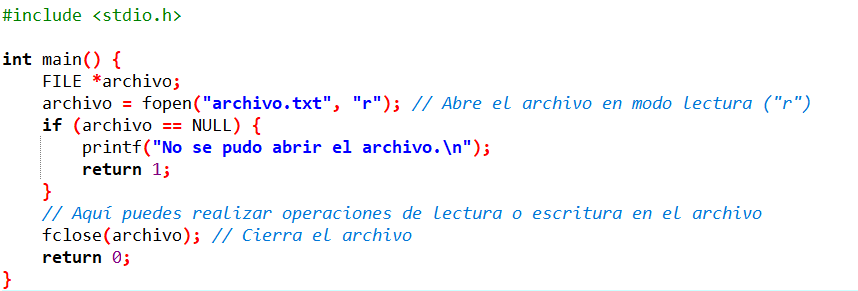 #include <stdio.h>
int main() {
    FILE *archivo;
    archivo = fopen("archivo.txt", "r"); // Abre el archivo en modo lectura ("r")
    if (archivo == NULL) {
        printf("No se pudo abrir el archivo.\n");
        return 1;
    }
    // Aquí puedes realizar operaciones de lectura o escritura en el archivo
    fclose(archivo); // Cierra el archivo
    return 0;
}